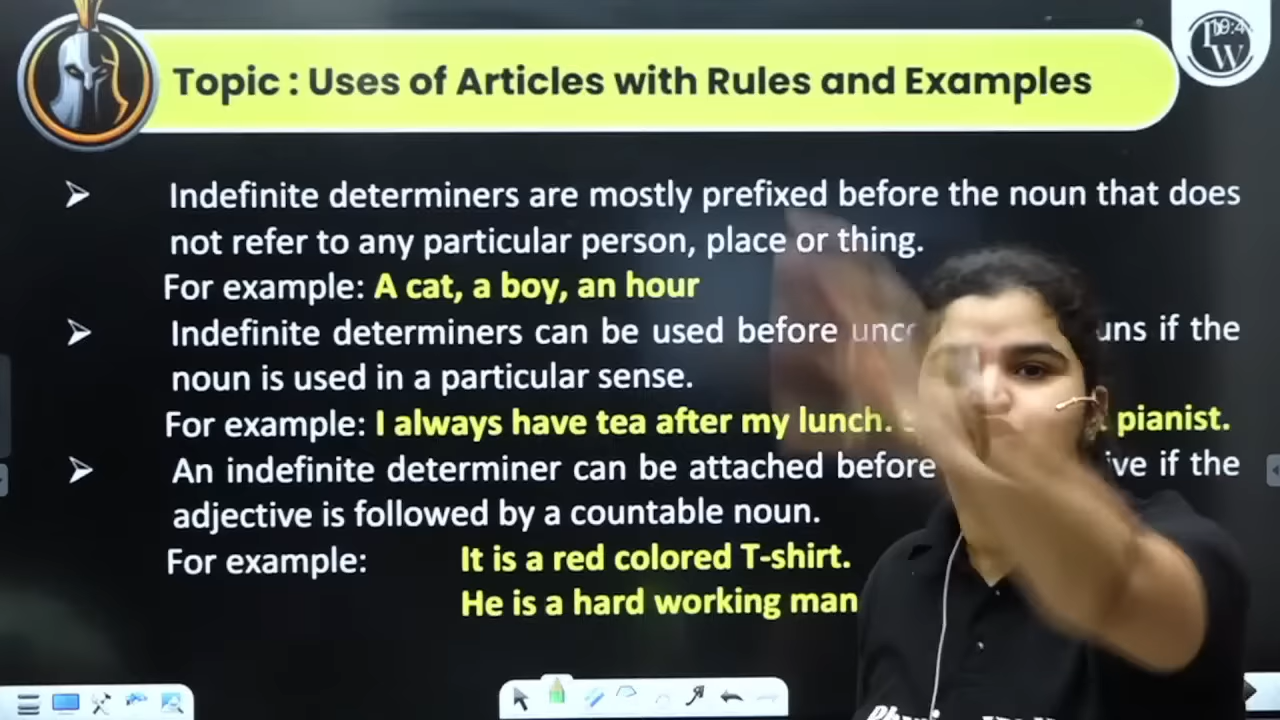 Topic : Uses of Articles with Rules and Examples
Indefinite determiners are mostly prefixed before the noun that does
not refer to any particular person, place or thing.
For example: A cat, a boy, an hour
Indefinite determiners can be used before if the
noun is used in a particular sense.
For example: I always have tea after my lunch. pianist.
An indefinite determiner can be attached before if the
adjective is followed by a countable noun.
For example: It is a red colored T-shirt.
He is a hard working man